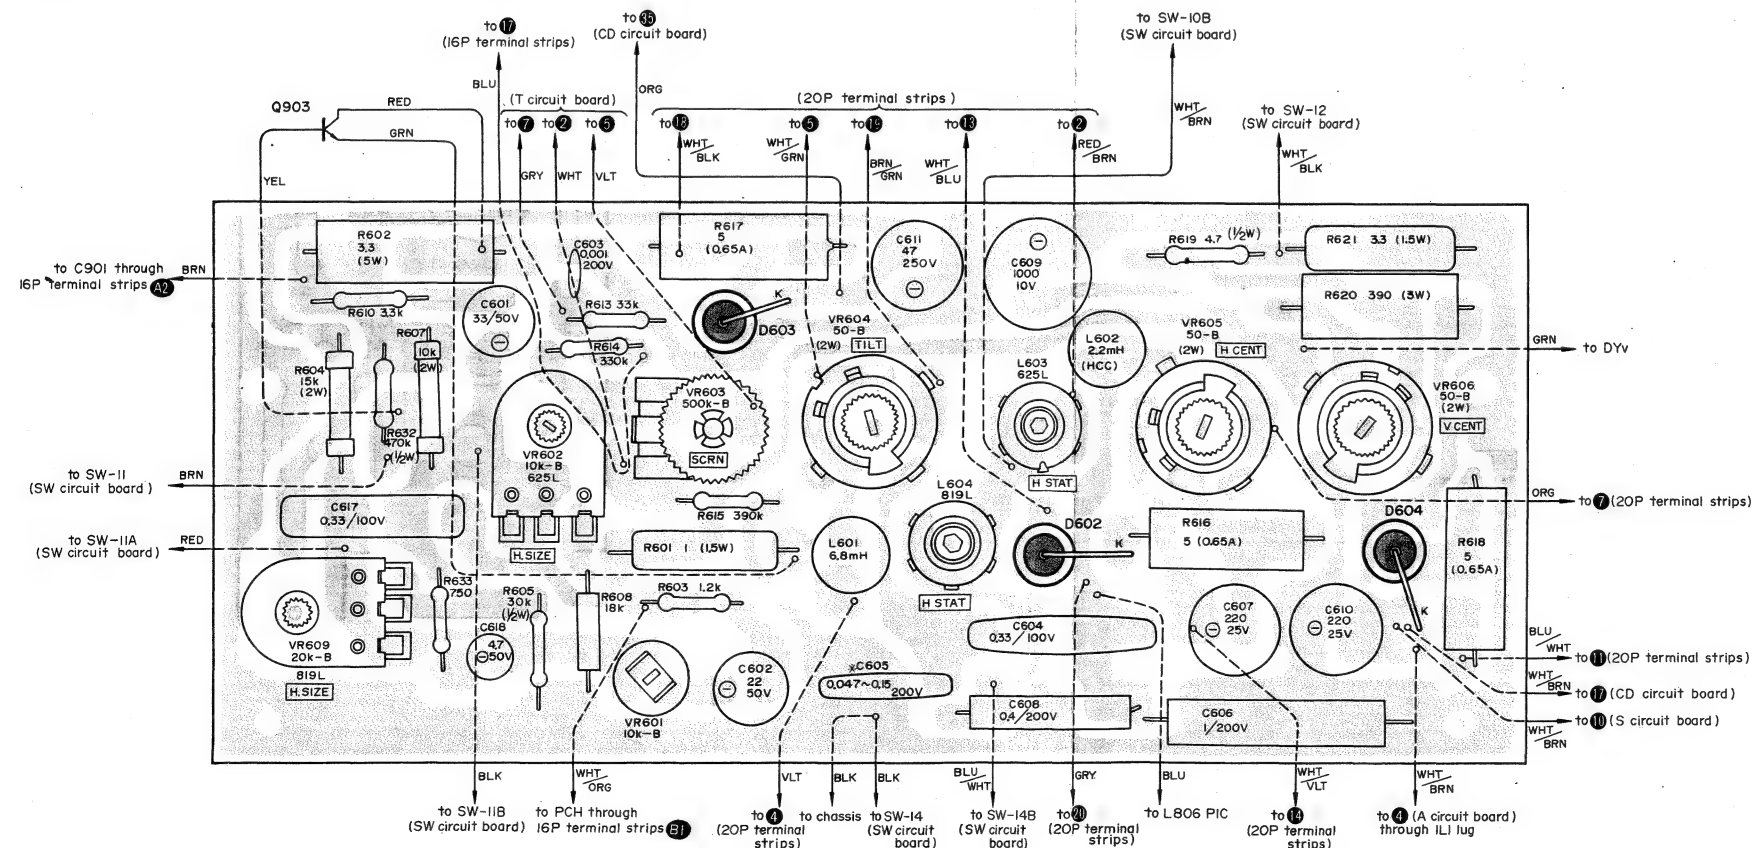 to 17
(16P terminal strips)
to 35
(CD circuit board)
to SW-10B
(SW circuit board)
BLU
ORG
(T circuit board)
(20P terminal strips)
to SW-12
(SW circuit board)
Q903
RED
GRN
YEL
to 7
to 2
to 5
to 18
to 5
to 19
to 13
to 2
WHT/BRN
GRY
WHT
VLT
WHT/BLK
WHT/GRN
BRN/GRN
WHT/BLU
RED/BRN
WHT/BLK
R602
3.3
(5W)
C603
0.001
200V
R617
5
(0.65A)
C611
47
250V
C609
1000
10V
R619 4.7 (1/2W)
R621 3.3 (1.5W)
to C901 through
16P terminal strips A2
BRN
R610 3.3k
C601
33/50V
R613 33k
K
D603
R620 390 (3W)
R607
10k
(2W)
R614
330k
VR604
50-B
(2W) TILT
L602
2.2mH
(HCC)
VR605
50-B
(2W) H CENT
GRN
to DYv
R604
15k
(2W)
L603
625L
VR603
500k-B
SCRN
VR606
50-B
(2W)
V CENT
R632
470k
(1/2W)
VR602
10k-B
625L
H STAT
to SW-11
(SW circuit board)
BRN
L604
819L
ORG
to 7 (20P terminal strips)
C617
0.33/100V
R615 390k
D602
K
R616
5 (0.65A)
D604
R618
5
(0.65A)
to SW-11A
(SW circuit board)
RED
H.SIZE
R601 1 (1.5W)
L601
6.8mH
R633
750
R605
30k
(1/2W)
R608
18k
R603 1.2k
H STAT
C607
220
25V
C610
220
25V
K
C618
4.7
50V
C604
0.33/100V
VR609
20k-B
819L
H.SIZE
BLU/WHT
to 11 (20P terminal strips)
C602
22
50V
xC605
0.047~0.15
200V
WHT/BRN
to 17 (CD circuit board)
VR601
10k-B
C608
0.4/200V
C606
1/200V
to 10 (S circuit board)
WHT/BRN
BLK
WHT/ORG
VLT
BLK
BLK
BLU/WHT
GRY
BLU
WHT/VLT
WHT/BRN
to SW-11B
(SW circuit board)
to PCH through
16P terminal strips B1
to 4
(20P terminal
strips)
to chassis
to SW-14
(SW circuit
board)
to SW-14B
(SW circuit
board)
to 20
(20P terminal
strips)
to L806 PIC
to 14
(20P terminal
strips)
to 4 (A circuit board)
through 1L1 lug